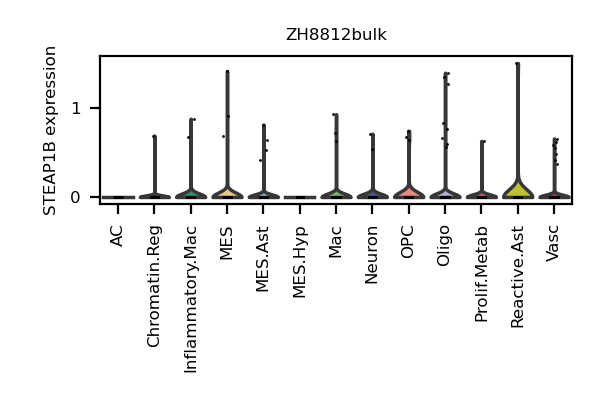 ZH8812bulk
STEAP1B expression
1
0
AC
Chromatin.Reg
Inflammatory.Mac
MES
MES.Ast
MES.Hyp
Mac
Neuron
OPC
Oligo
Prolif.Metab
Reactive.Ast
Vasc